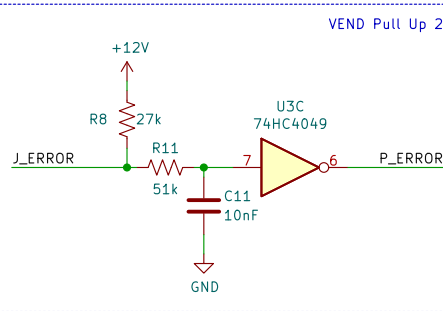 VEND Pull Up 2
+12V
R8 27k
U3C
74HC4049
J_ERROR
R11
7
6
P_ERROR
51k
C11
10nF
GND